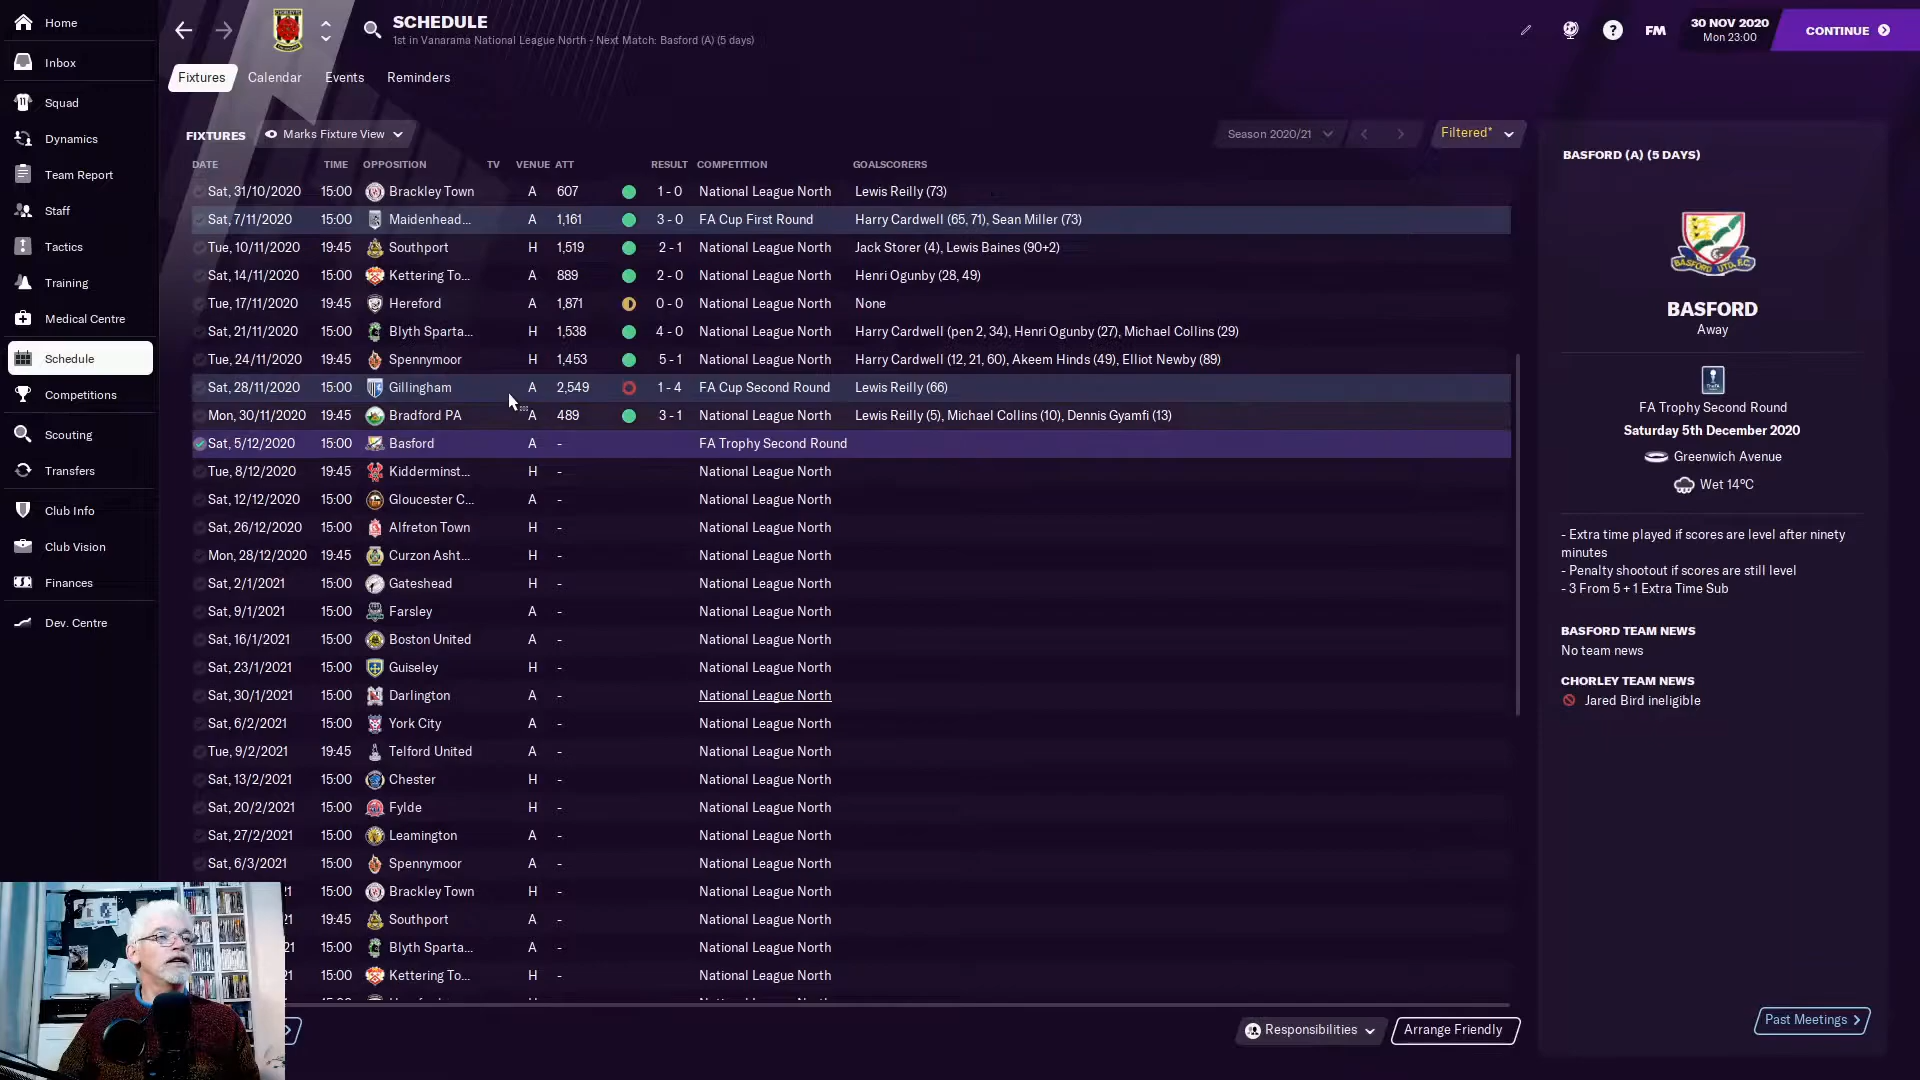 Home
Inbox
Squad
Dynamics
Team Report
Staff
Tactics
Training
Medical Centre
Schedule
Competitions
Scouting
Transfers
Club Info
Club Vision
Finances
Dev. Centre
SCHEDULE
1st in Vanarama National League North - Next Match: Basford (A) (5 days)
FM
30 NOV 2020
Mon 23:00
CONTINUE
Fixtures Calendar Events Reminders
FIXTURES Marks Fixture View Season 2020/21 Filtered*
DATE TIME OPPOSITION TV VENUE ATT RESULT COMPETITION GOALSCORERS
Sat, 31/10/2020 15:00 Brackley Town A 607 1 - 0 National League North Lewis Reilly (73)
Sat, 7/11/2020 15:00 Maidenhead... A 1,161 3 - 0 FA Cup First Round Harry Cardwell (65, 71), Sean Miller (73)
Tue, 10/11/2020 19:45 Southport H 1,519 2 - 1 National League North Jack Storer (4), Lewis Baines (90+2)
Sat, 14/11/2020 15:00 Kettering To... A 889 2 - 0 National League North Henri Ogunby (28, 49)
Tue, 17/11/2020 19:45 Hereford A 1,871 0 - 0 National League North None
Sat, 21/11/2020 15:00 Blyth Sparta... H 1,538 4 - 0 National League North Harry Cardwell (pen 2, 34), Henri Ogunby (27), Michael Collins (29)
Tue, 24/11/2020 19:45 Spennymoor H 1,453 5 - 1 National League North Harry Cardwell (12, 21, 60), Akeem Hinds (49), Elliot Newby (89)
Sat, 28/11/2020 15:00 Gillingham A 2,549 1 - 4 FA Cup Second Round Lewis Reilly (66)
Mon, 30/11/2020 19:45 Bradford PA A 489 3 - 1 National League North Lewis Reilly (5), Michael Collins (10), Dennis Gyamfi (13)
Sat, 5/12/2020 15:00 Basford A - FA Trophy Second Round
Tue, 8/12/2020 19:45 Kidderminst... H - National League North
Sat, 12/12/2020 15:00 Gloucester C... A - National League North
Sat, 26/12/2020 15:00 Alfreton Town H - National League North
Mon, 28/12/2020 19:45 Curzon Asht... H - National League North
Sat, 2/1/2021 15:00 Gateshead H - National League North
Sat, 9/1/2021 15:00 Farsley A - National League North
Sat, 16/1/2021 15:00 Boston United A - National League North
Sat, 23/1/2021 15:00 Guiseley H - National League North
Sat, 30/1/2021 15:00 Darlington A - National League North
Sat, 6/2/2021 15:00 York City A - National League North
Tue, 9/2/2021 19:45 Telford United A - National League North
Sat, 13/2/2021 15:00 Chester H - National League North
Sat, 20/2/2021 15:00 Fylde H - National League North
Sat, 27/2/2021 15:00 Leamington A - National League North
Sat, 6/3/2021 15:00 Spennymoor A - National League North
15:00 Brackley Town H - National League North
21 19:45 Southport A - National League North
21 15:00 Blyth Sparta... A - National League North
21 15:00 Kettering To... H - National League North
Responsibilities Arrange Friendly
BASFORD (A) (5 DAYS)
BASFORD UTD. F.C.
BASFORD
Away
FA Trophy Second Round
Saturday 5th December 2020
Greenwich Avenue
Wet 14°C
- Extra time played if scores are level after ninety
minutes
- Penalty shootout if scores are still level
- 3 From 5 + 1 Extra Time Sub
BASFORD TEAM NEWS
No team news
CHORLEY TEAM NEWS
Jared Bird ineligible
Past Meetings